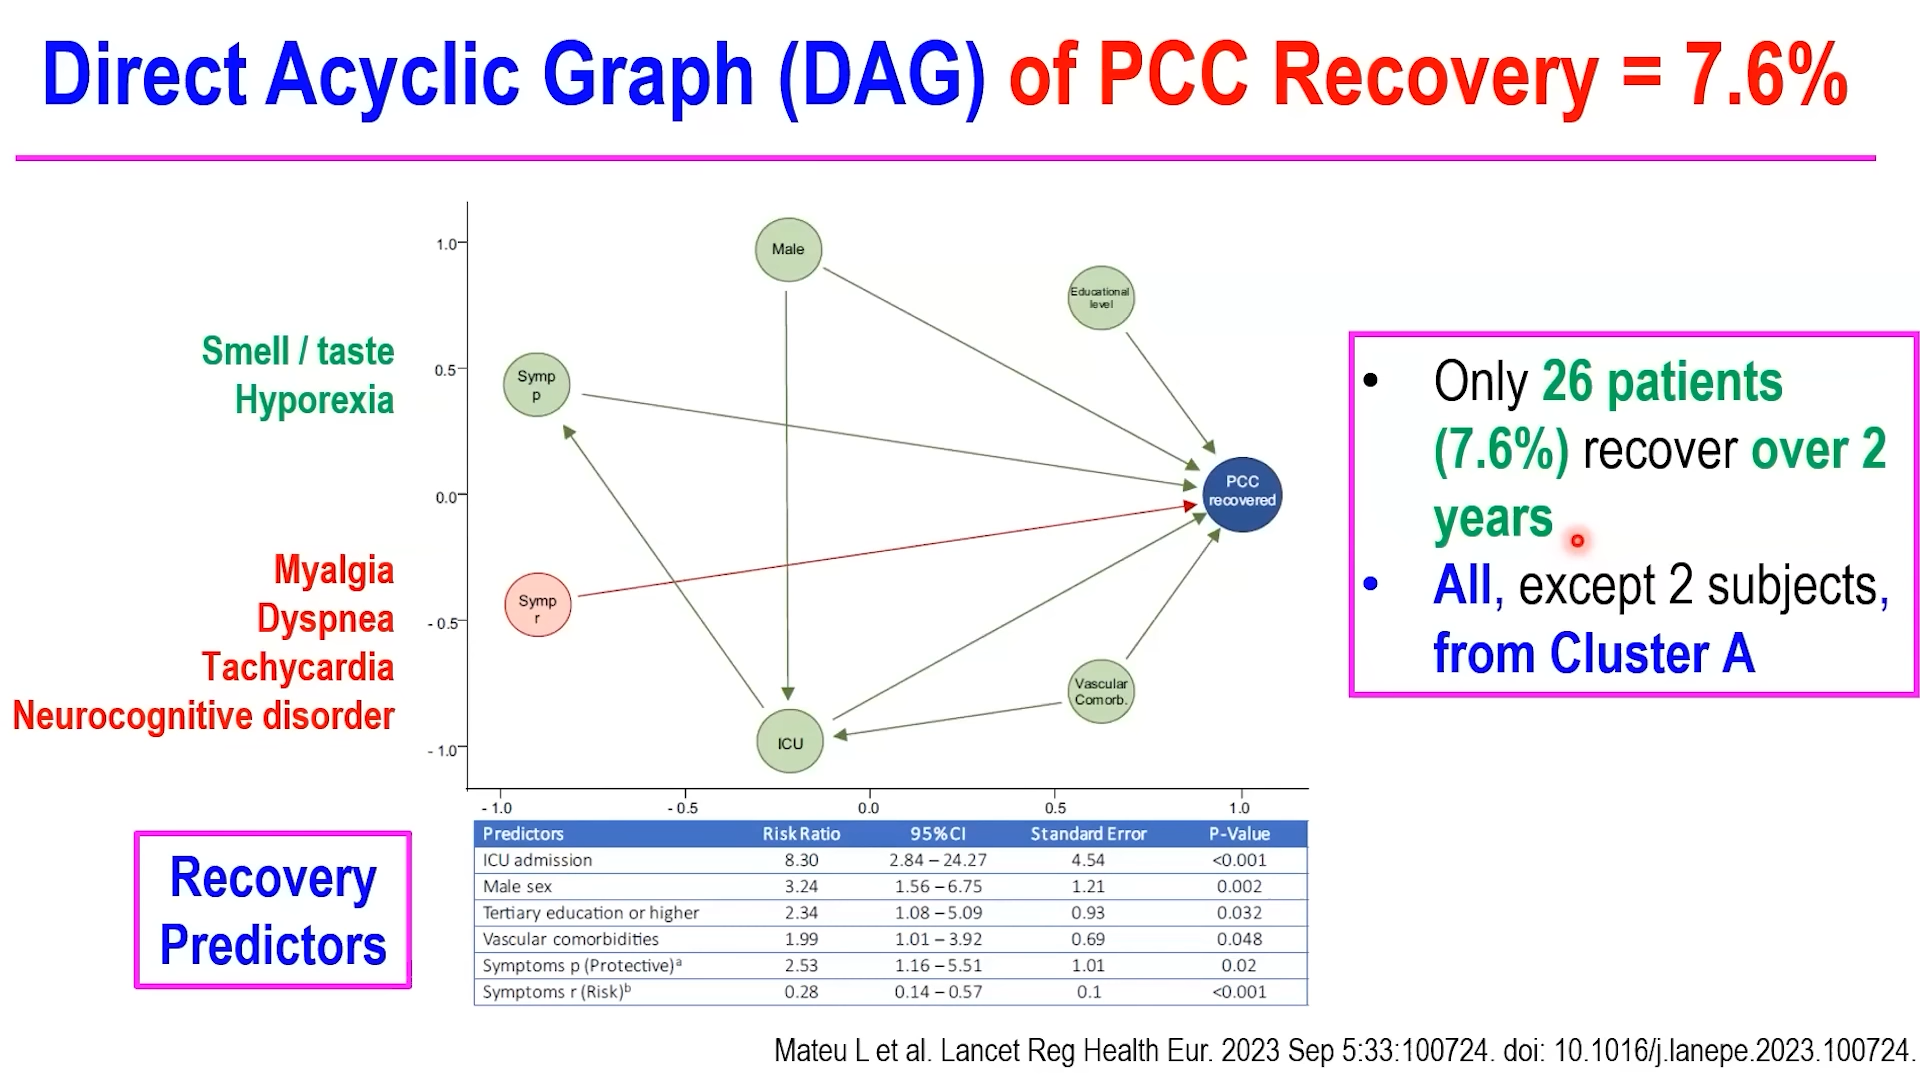 Direct Acyclic Graph (DAG) of PCC Recovery = 7.6%
Smell / taste
Hyporexia
Myalgia
Dyspnea
Tachycardia
Neurocognitive disorder
1.0
0.5
0.0
- 0.5
- 1.0
Male
Educational
level
Symp
p
PCC
recovered
Symp
r
Vascular
Comorb.
ICU
- 1.0 - 0.5 0.0 0.5 1.0
• Only 26 patients
(7.6%) recover over 2
years
• All, except 2 subjects,
from Cluster A
Recovery
Predictors
Predictors Risk Ratio 95%CI Standard Error P-Value
ICU admission 8.30 2.84 – 24.27 4.54 <0.001
Male sex 3.24 1.56 – 6.75 1.21 0.002
Tertiary education or higher 2.34 1.08 – 5.09 0.93 0.032
Vascular comorbidities 1.99 1.01 – 3.92 0.69 0.048
Symptoms p (Protective)ᵃ 2.53 1.16 – 5.51 1.01 0.02
Symptoms r (Risk)ᵇ 0.28 0.14 – 0.57 0.1 <0.001
Mateu L et al. Lancet Reg Health Eur. 2023 Sep 5:33:100724. doi: 10.1016/j.lanepe.2023.100724.